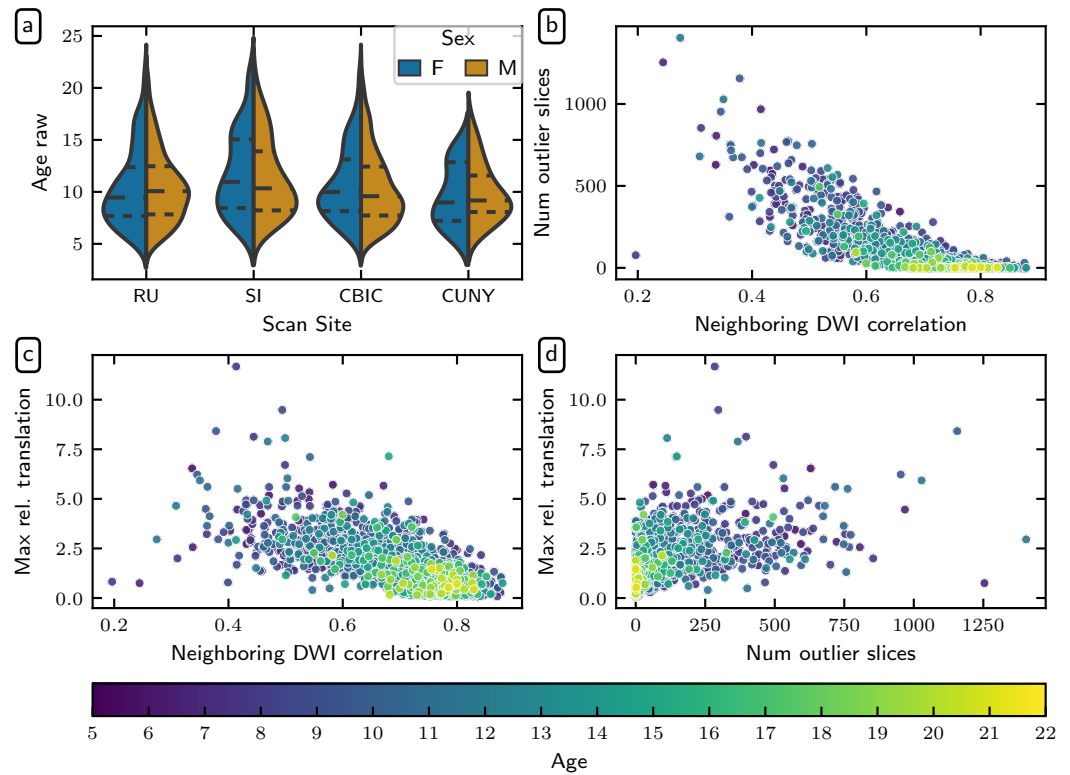 a
25
20
15
10
5
Age raw
Sex
F
M
RU
SI
CBIC
CUNY
Scan Site
b
1000
500
0
Num outlier slices
0.2
0.4
0.6
0.8
Neighboring DWI correlation
c
10.0
7.5
5.0
2.5
0.0
Max rel. translation
0.2
0.4
0.6
0.8
Neighboring DWI correlation
d
10.0
7.5
5.0
2.5
0.0
Max rel. translation
0
250
500
750
1000
1250
Num outlier slices
5
6
7
8
9
10
11
12
13
14
15
16
17
18
19
20
21
22
Age